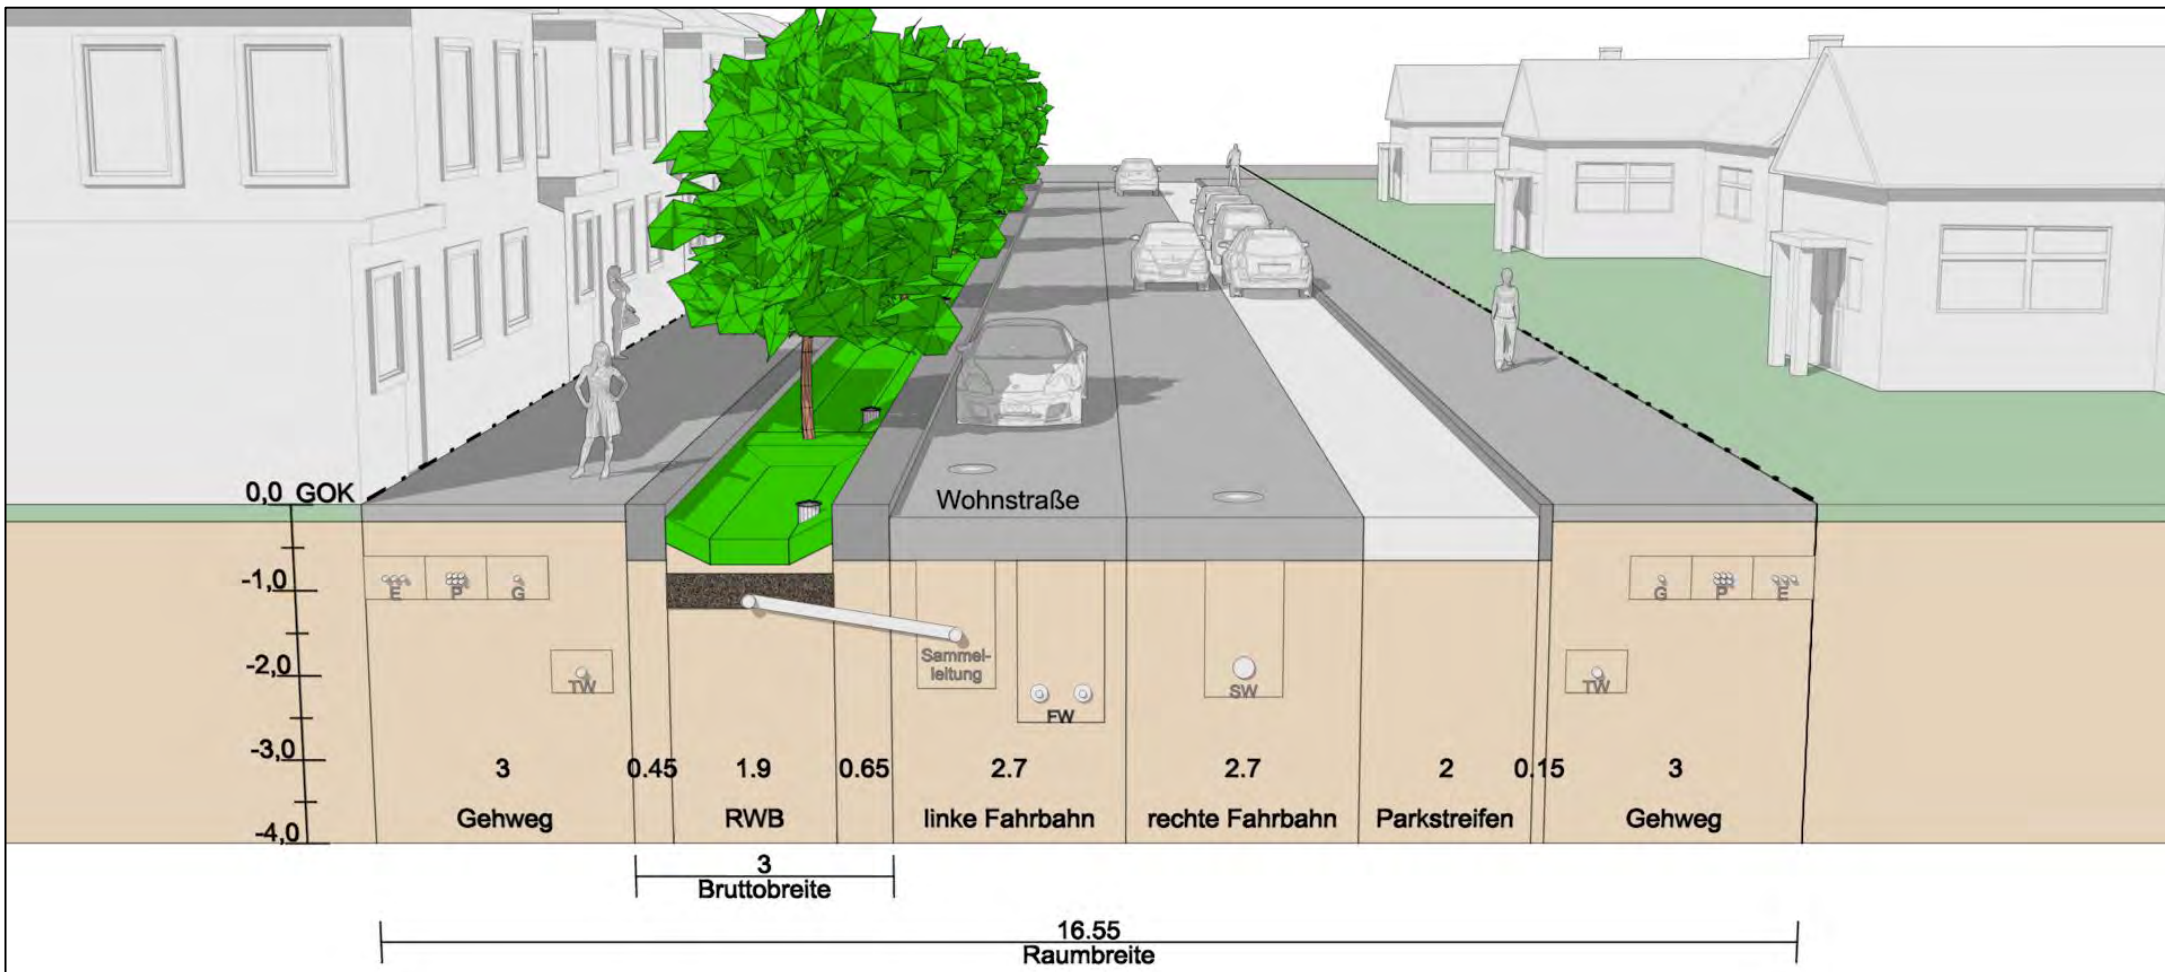 0,0 GOK
Wohnstraße
-1,0
E P G
G P E
-2,0
TW
Sammel-
leitung
FW
SW
TW
-3,0
3 0.45 1.9 0.65 2.7 2.7 2 0.15 3
Gehweg RWB linke Fahrbahn rechte Fahrbahn Parkstreifen Gehweg
-4,0
3
Bruttobreite
16.55
Raumbreite